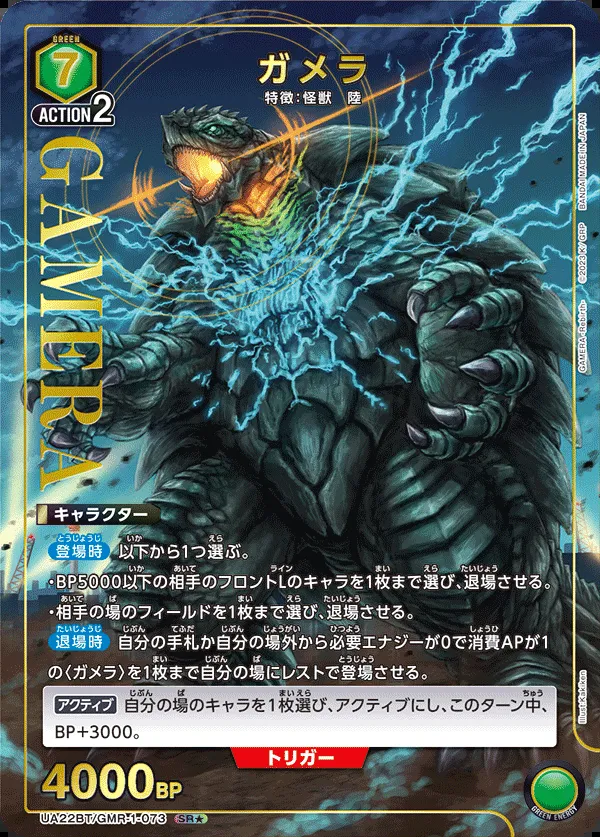 GREEN
7
ACTION2
ガメラ
特徴:怪獣 陸
GAMERA
GAMERA -Rebirth- ©2023 K/ GRP BANDAI MADE IN JAPAN
キャラクター
登場時 以下から1つ選ぶ。
・BP5000以下の相手のフロントLのキャラを1枚まで選び、退場させる。
・相手の場のフィールドを1枚まで選び、退場させる。
退場時 自分の手札か自分の場外から必要エナジーが0で消費APが1
の〈ガメラ〉を1枚まで自分の場にレストで登場させる。
アクティブ 自分の場のキャラを1枚選び、アクティブにし、このターン中、
BP+3000。
トリガー
4000BP
UA22BT/GMR-1-073 SR★
GREEN ENERGY
Illust Kakiken